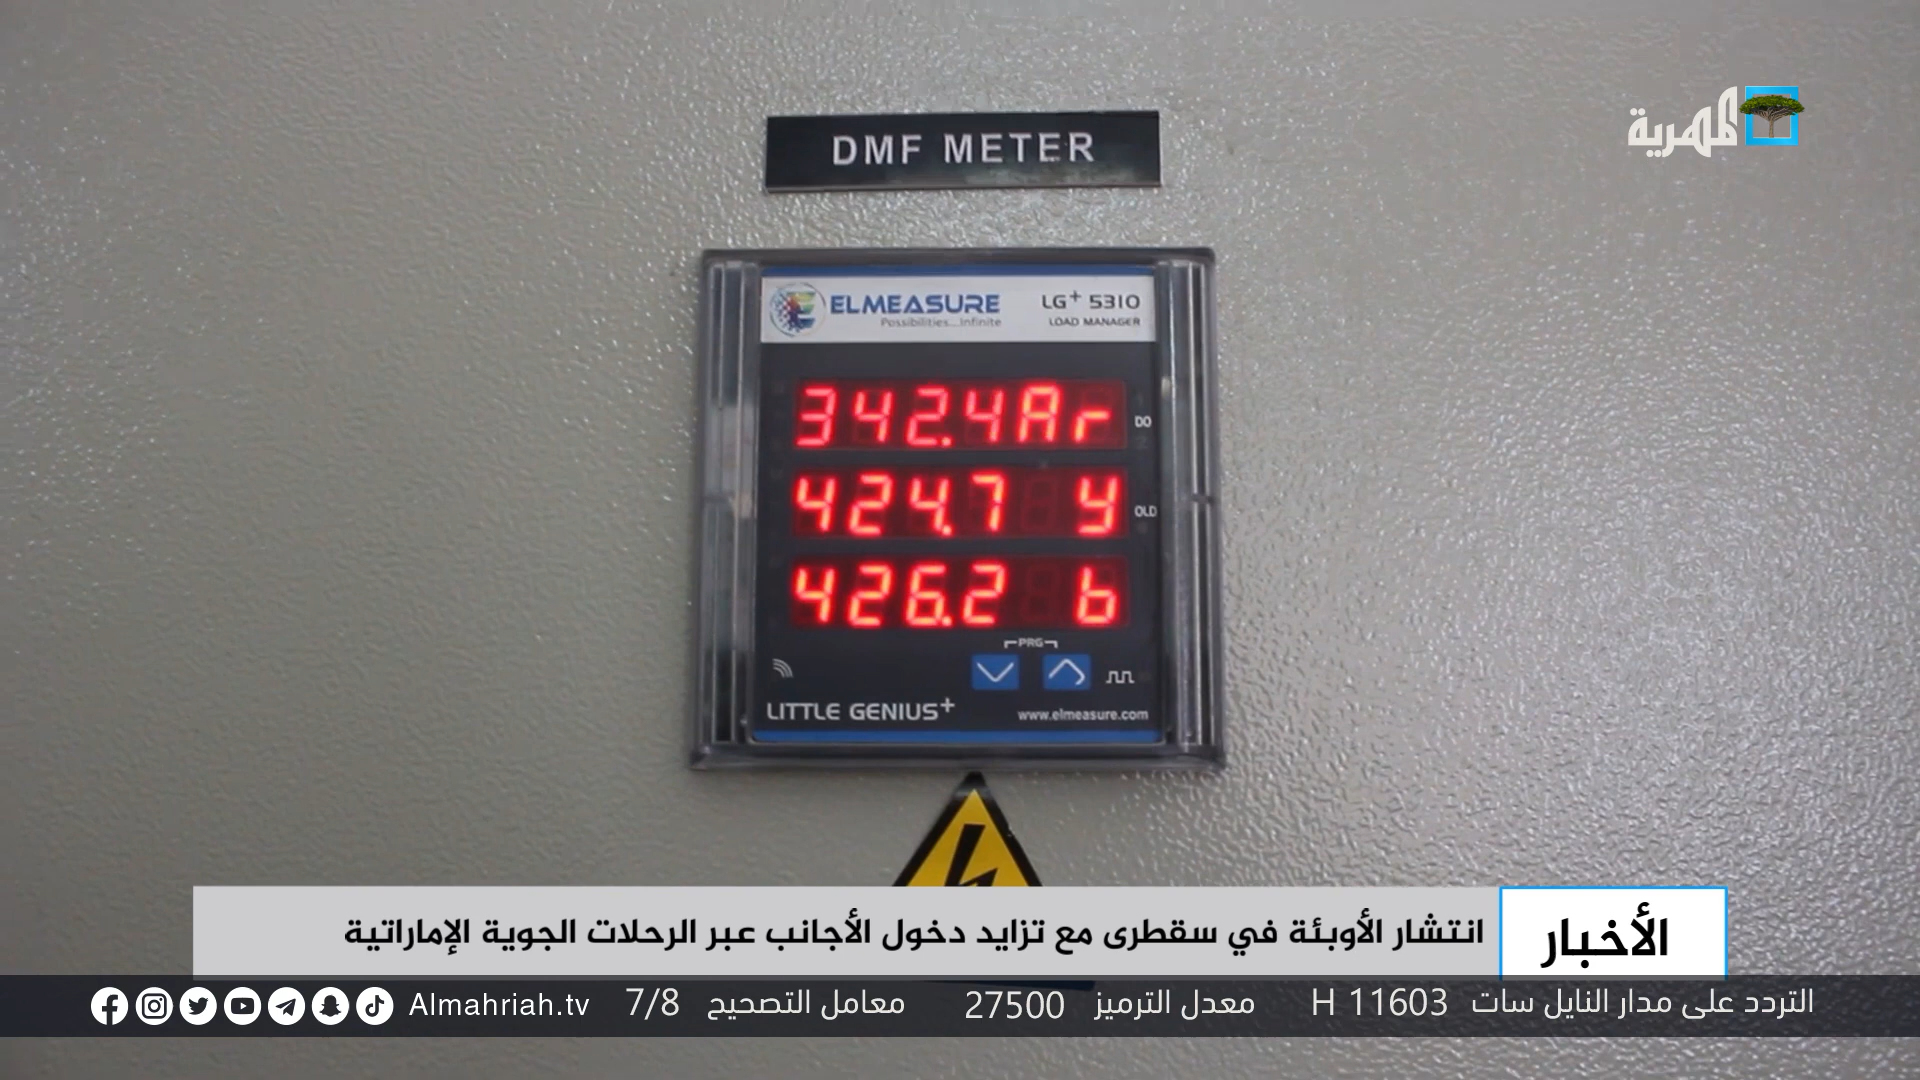 DMF METER
المهرية
ELMEASURE
Possibilities...Infinite
LG+ 5310
LOAD MANAGER
342.4Ar
DO
424.7 y
OLD
426.2 b
PRG
LITTLE GENIUS+
www.elmeasure.com
الأخبار
انتشار الأوبئة في سقطرى مع تزايد دخول الأجانب عبر الرحلات الجوية الإماراتية
التردد على مدار النايل سات H 11603 معدل الترميز 27500 معامل التصحيح 7/8 Almahriah.tv